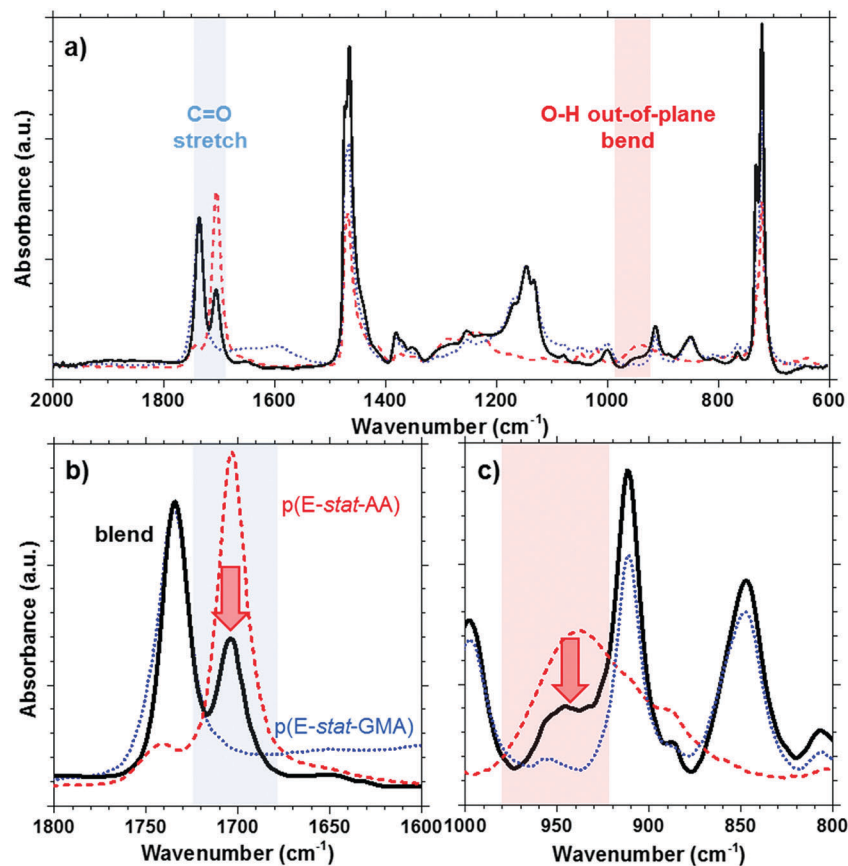 a)
C=O
stretch
O-H out-of-plane
bend
Absorbance (a.u.)
2000 1800 1600 1400 1200 1000 800 600
Wavenumber (cm-1)
b)
p(E-stat-AA)
blend
p(E-stat-GMA)
Absorbance (a.u.)
1800 1750 1700 1650 1600
Wavenumber (cm-1)
c)
1000 950 900 850 800
Wavenumber (cm-1)